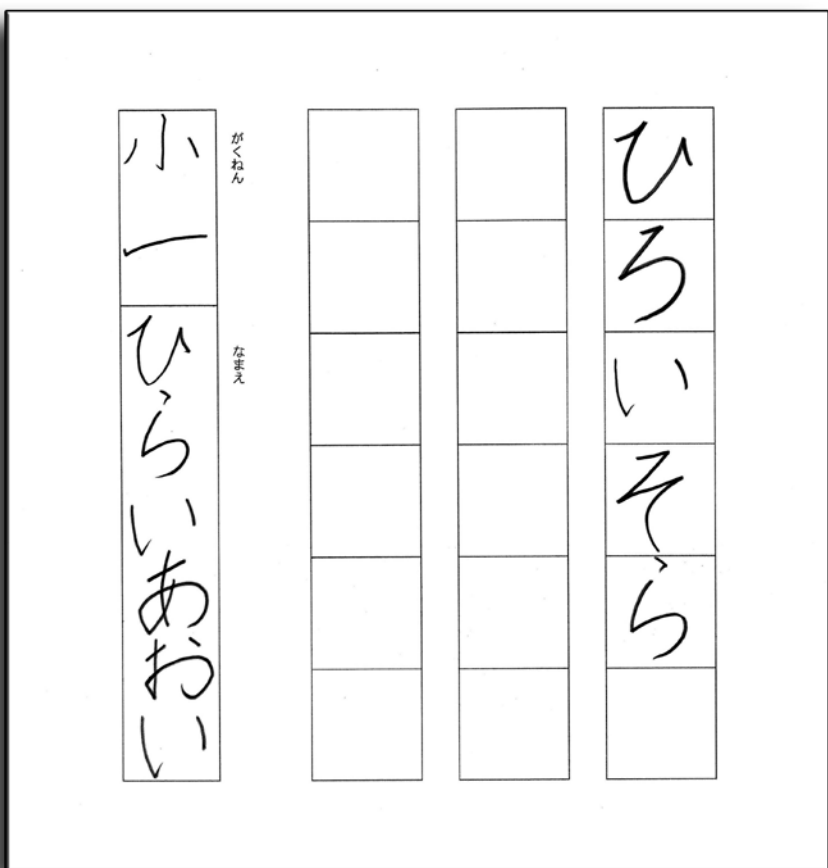 ひろいそら
がくねん
小一
なまえ
ひらいあおい